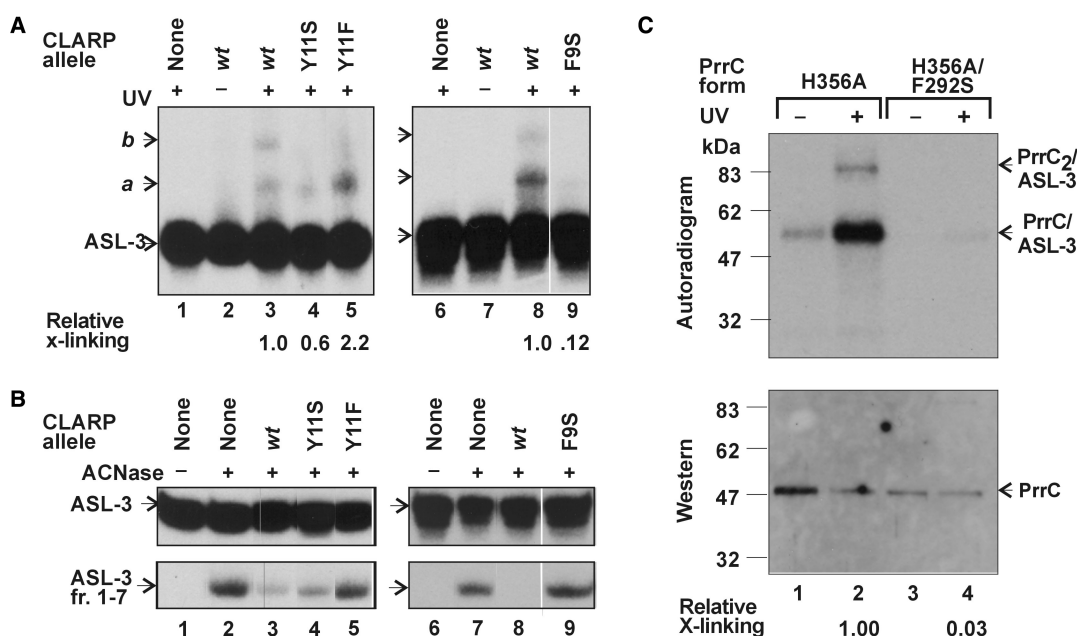 A
CLARP
allele
None
wt
wt
Y11S
Y11F
None
wt
wt
F9S
UV + – + + + + – + +
b
a
ASL-3
1 2 3 4 5 6 7 8 9
Relative
x-linking 1.0 0.6 2.2 1.0 .12
B
CLARP
allele
None
None
wt
Y11S
Y11F
None
None
wt
F9S
ACNase – + + + + – + + +
ASL-3
ASL-3
fr. 1-7
1 2 3 4 5 6 7 8 9
C
PrrC
form
H356A
H356A/
F292S
UV – + – +
kDa
Autoradiogram
83
62
47
32
PrrC2/
ASL-3
PrrC/
ASL-3
Western
83
62
47
32
PrrC
1 2 3 4
Relative
X-linking 1.00 0.03